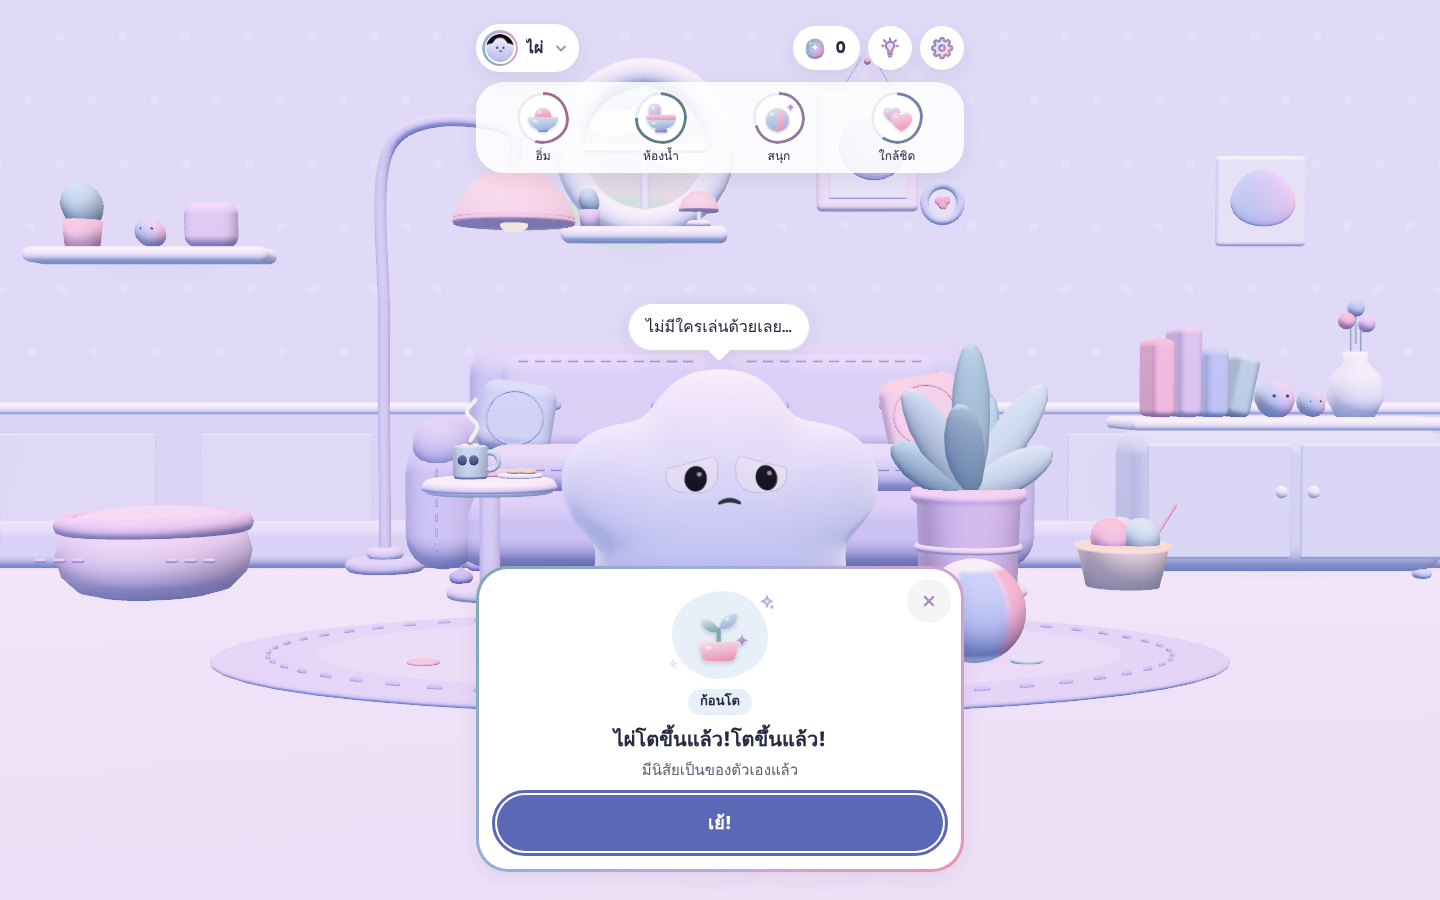 ไผ่
0
อิ่ม
ห้องน้ำ
สนุก
ใกล้ชิด
ไม่มีใครเล่นด้วยเลย...
ก้อนโต
ไผ่โตขึ้นแล้ว!โตขึ้นแล้ว!
มีนิสัยเป็นของตัวเองแล้ว
เย้!